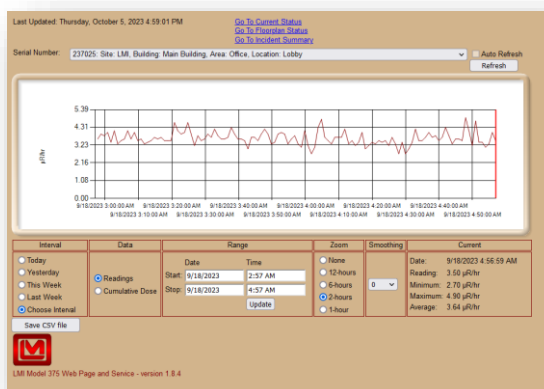 Last Updated: Thursday, October 5, 2023 4:59:01 PM
Go To Current Status
Go To Floorplan Status
Go To Incident Summary
Serial Number: 237025: Site: LMI, Building: Main Building, Area: Office, Location: Lobby
Auto Refresh
Refresh
5.39
4.31
3.23
2.16
1.08
0.00
µR/hr
9/18/2023 3:00:00 AM 9/18/2023 3:20:00 AM 9/18/2023 3:40:00 AM 9/18/2023 4:00:00 AM 9/18/2023 4:20:00 AM 9/18/2023 4:40:00 AM
9/18/2023 3:10:00 AM 9/18/2023 3:30:00 AM 9/18/2023 3:50:00 AM 9/18/2023 4:10:00 AM 9/18/2023 4:30:00 AM 9/18/2023 4:50:00 AM
Interval Data Range Zoom Smoothing Current
Today
Yesterday
This Week
Last Week
Choose Interval
Readings
Cumulative Dose
Date Time
Start: 9/18/2023 2:57 AM
Stop: 9/18/2023 4:57 AM
Update
None
12-hours
6-hours
2-hours
1-hour
0
Date: 9/18/2023 4:56:59 AM
Reading: 3.50 µR/hr
Minimum: 2.70 µR/hr
Maximum: 4.90 µR/hr
Average: 3.64 µR/hr
Save CSV file
LMI Model 375 Web Page and Service - version 1.8.4